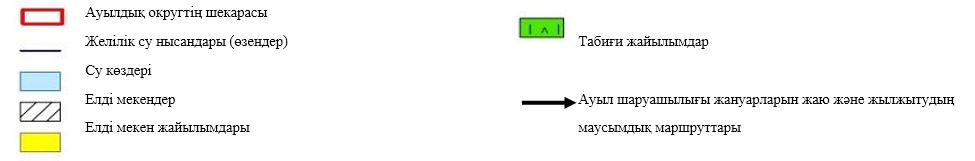 Ауылдық округтің шекарасы
Желілік су нысандары (өзендер)
Су көздері
Елді мекендер
Елді мекен жайылымдары
Табиғи жайылымдар
Ауыл шаруашылығы жануарларын жаю және жылжытудың
маусымдық маршруттары